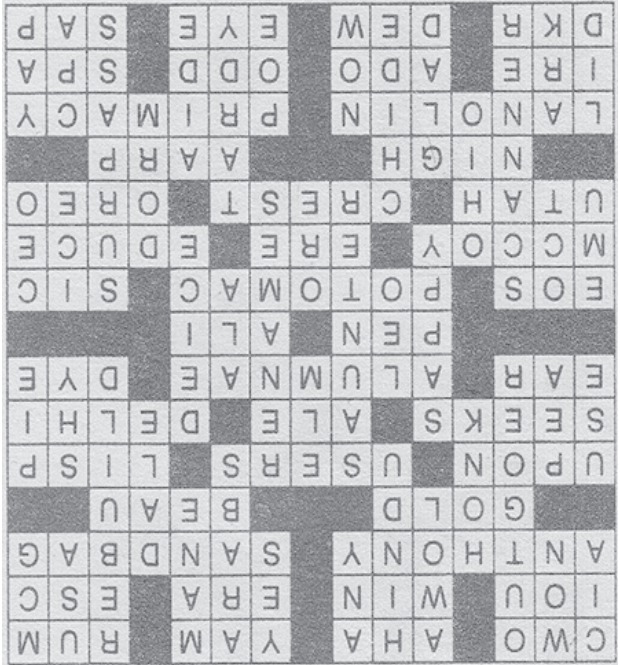 CWO AHA YAM RUM
IOU WIN ERA ESC
ANTHONY SANDBAG
GOLD BEAU
UPON USERS LISP
SEEKS ALE DELHI
EAR ALUMNAE DYE
PEN ALI
EOS POTOMAC SIC
MCCOY ERE EDUCE
UTAH CREST OREO
NIGH AARP
LANOLIN PRIMACY
IRE ADO ODD SPA
DKR DEW EYE SAP